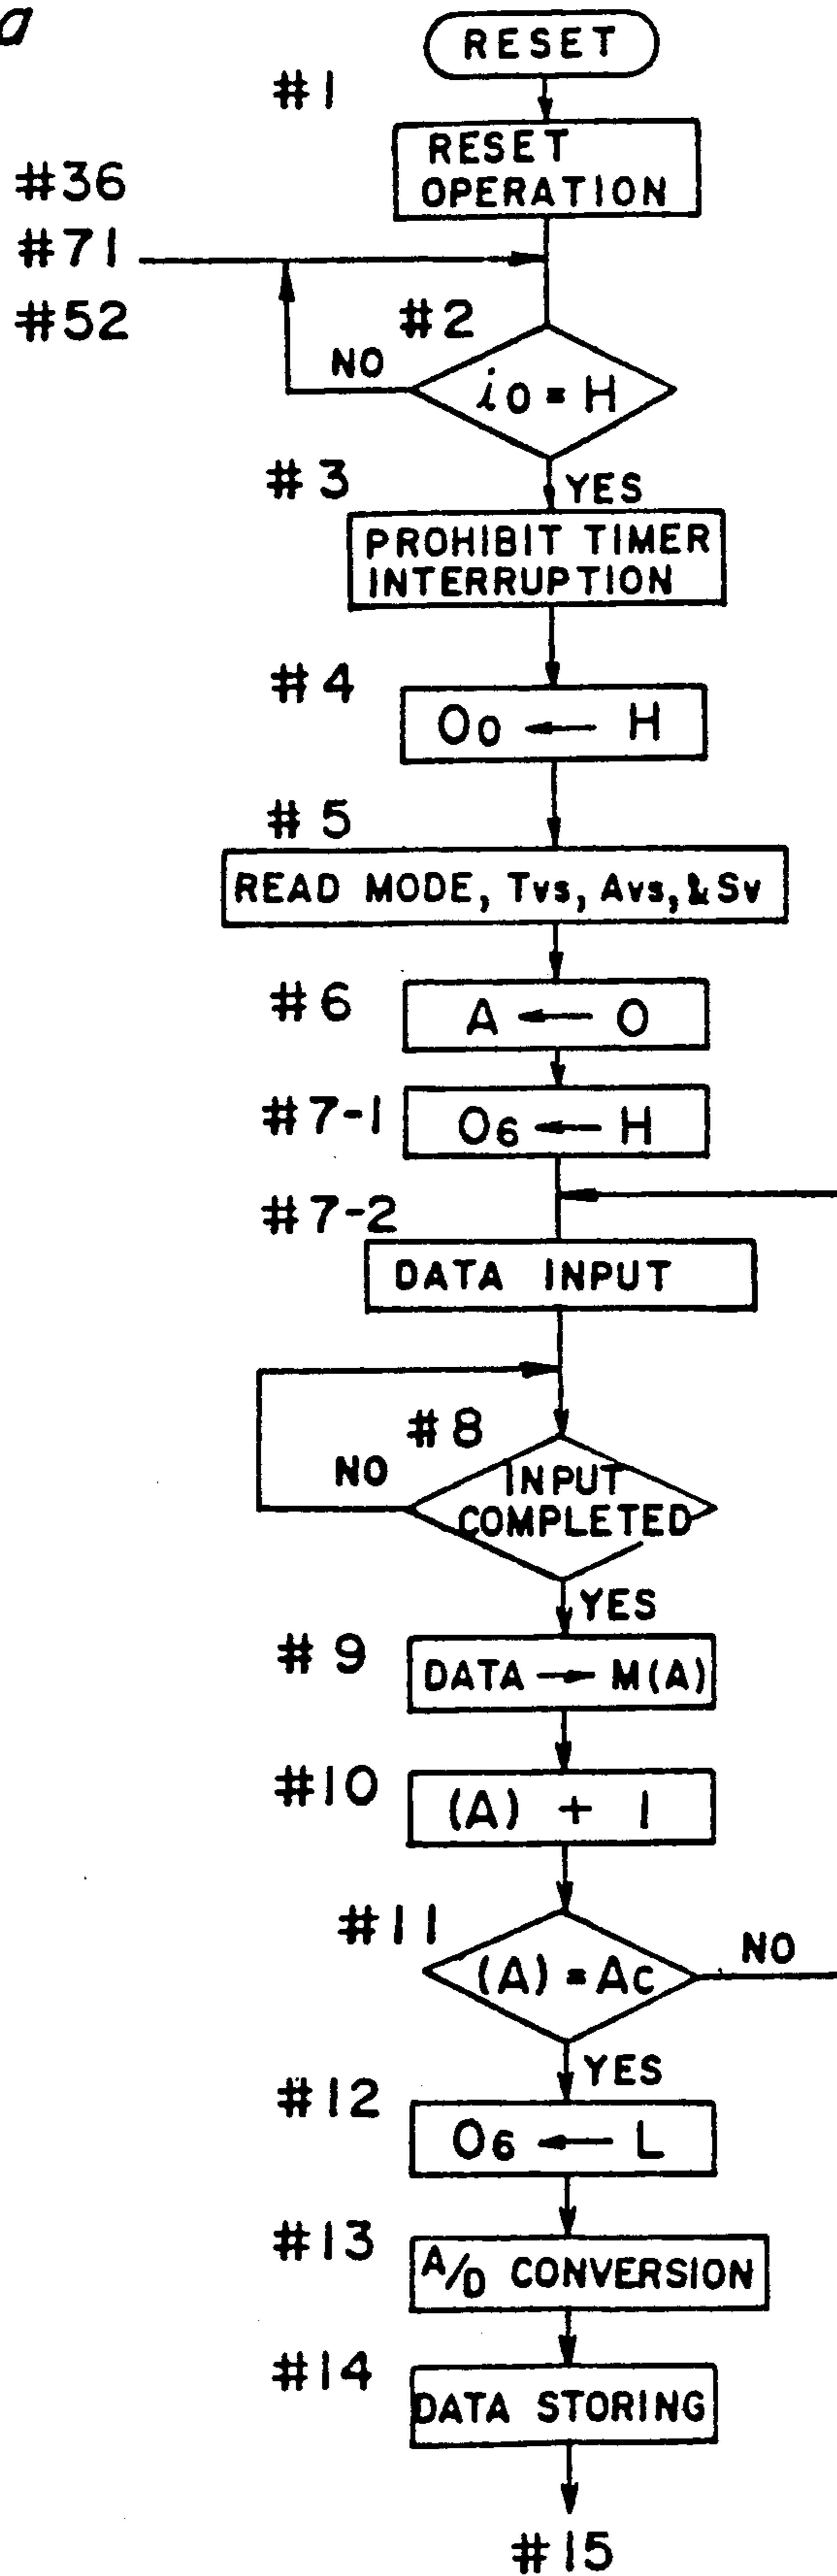 a
RESET
#1
RESET
OPERATION
#36
#71
#52
#2
NO
i0 = H
#3
YES
PROHIBIT TIMER
INTERRUPTION
#4
O0 ← H
#5
READ MODE, Tvs, Avs, & Sv
#6
A ← O
#7-1
O6 ← H
#7-2
DATA INPUT
#8
NO
INPUT
COMPLETED
YES
#9
DATA → M(A)
#10
(A) + 1
#11
(A) = Ac
NO
YES
#12
O6 ← L
#13
A/D CONVERSION
#14
DATA STORING
#15